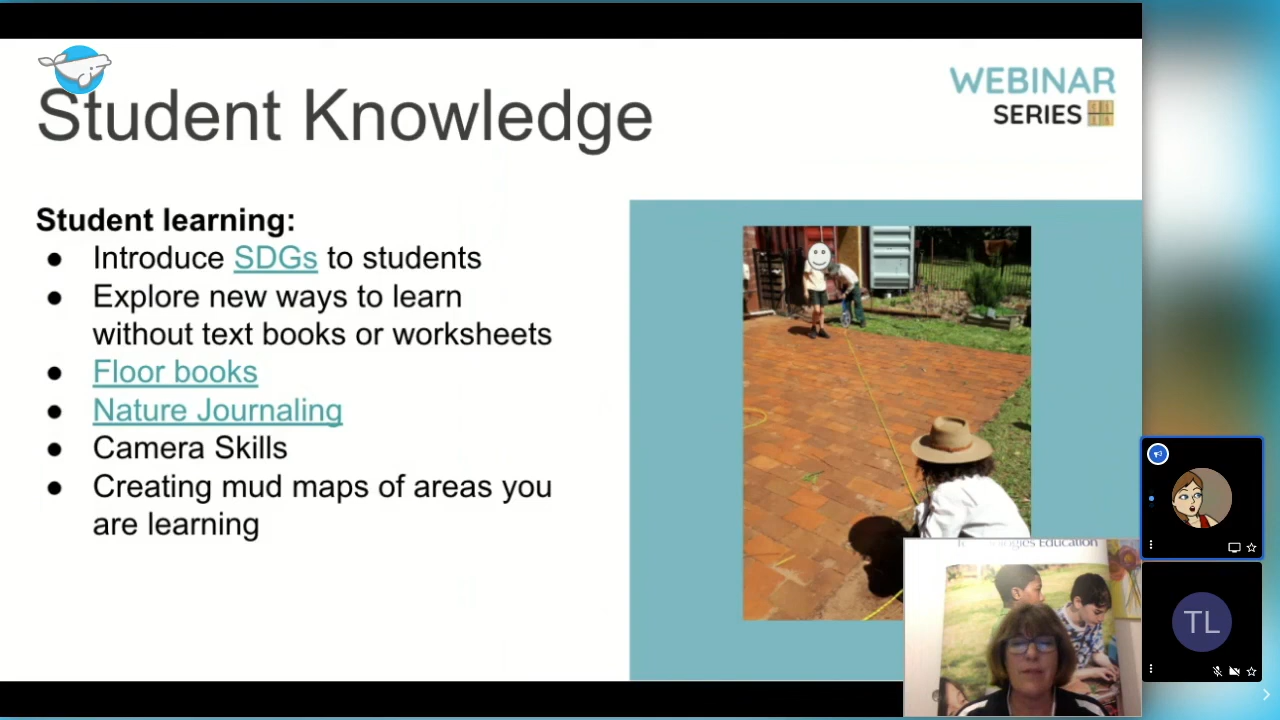 Student Knowledge
WEBINAR
SERIES
Student learning:
● Introduce SDGs to students
● Explore new ways to learn
without text books or worksheets
● Floor books
● Nature Journaling
● Camera Skills
● Creating mud maps of areas you
are learning
Education
TL